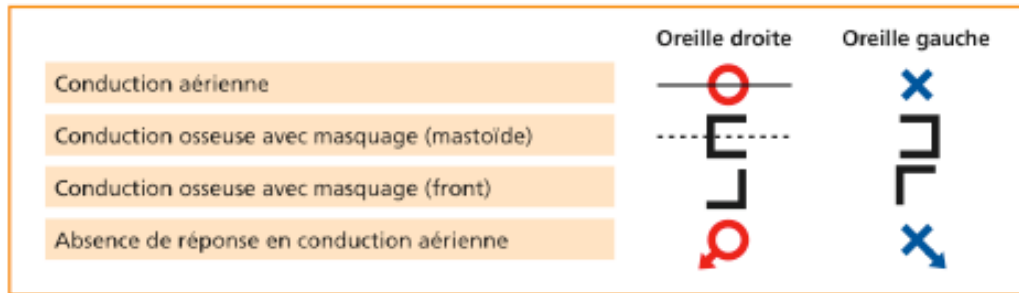 Oreille droite Oreille gauche
Conduction aérienne
Conduction osseuse avec masquage (mastoïde)
Conduction osseuse avec masquage (front)
Absence de réponse en conduction aérienne